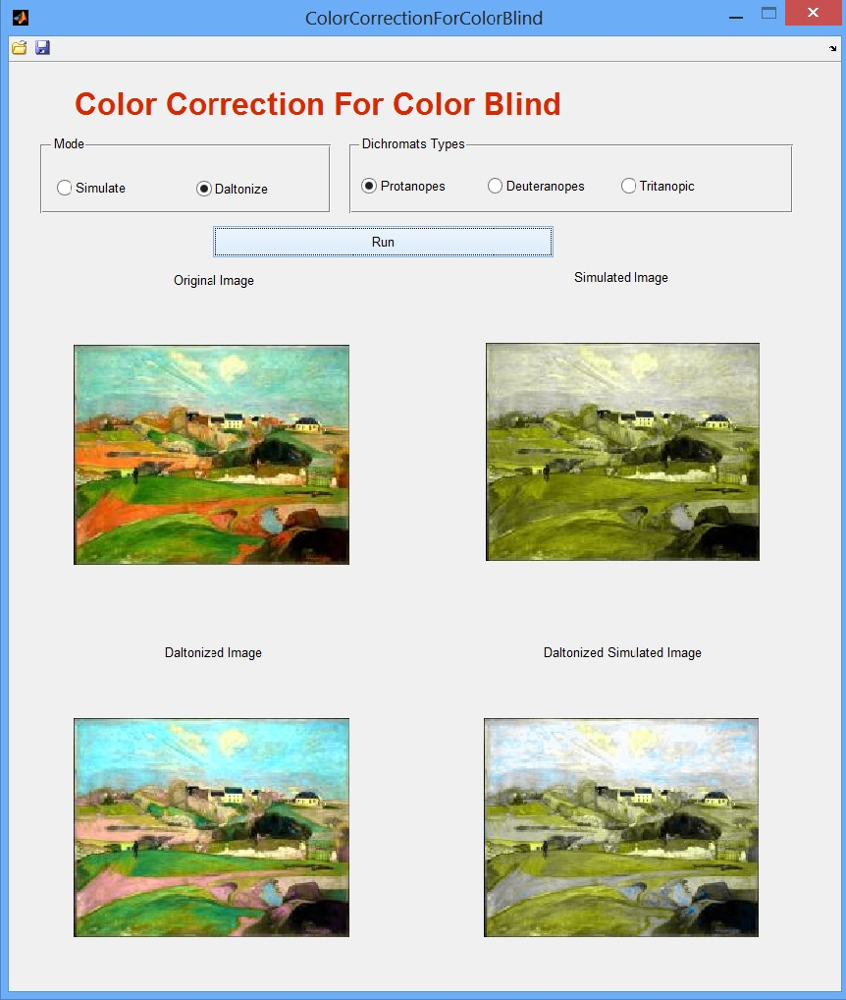 ColorCorrectionForColorBlind
Color Correction For Color Blind
Mode
Dichromats Types
Simulate
Daltonize
Protanopes
Deuteranopes
Tritanopic
Run
Original Image
Simulated Image
Daltonized Image
Daltonized Simulated Image